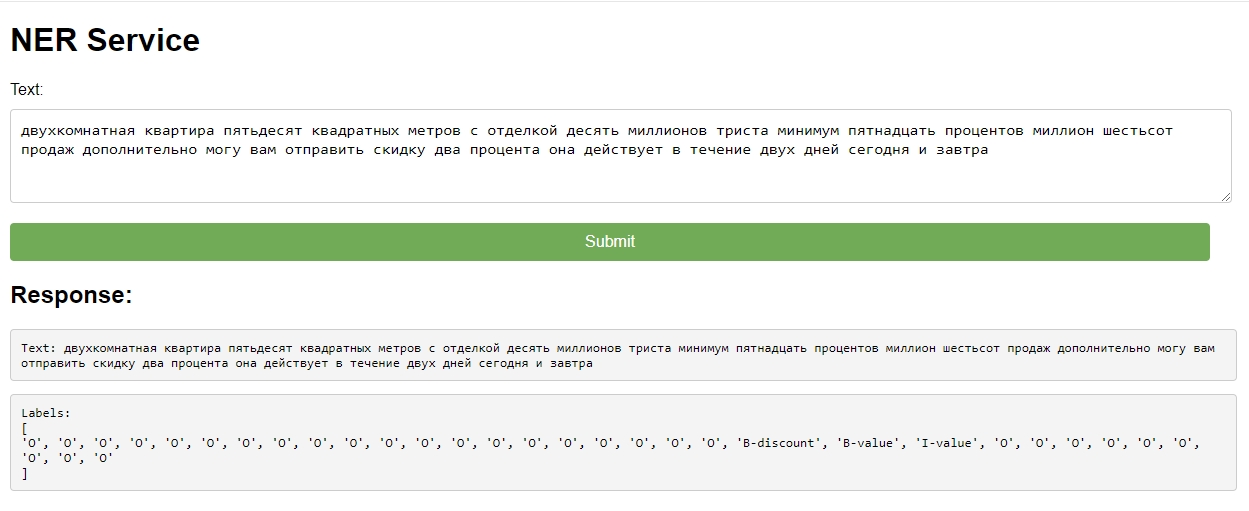 NER Service
Text:
двухкомнатная квартира пятьдесят квадратных метров с отделкой десять миллионов триста минимум пятнадцать процентов миллион шестьсот
продаж дополнительно могу вам отправить скидку два процента она действует в течение двух дней сегодня и завтра
Submit
Response:
Text: двухкомнатная квартира пятьдесят квадратных метров с отделкой десять миллионов триста минимум пятнадцать процентов миллион шестьсот продаж дополнительно могу вам
отправить скидку два процента она действует в течение двух дней сегодня и завтра
Labels:
[
'O', 'O', 'O', 'O', 'O', 'O', 'O', 'O', 'O', 'O', 'O', 'O', 'O', 'O', 'O', 'O', 'O', 'O', 'O', 'O', 'B-discount', 'B-value', 'I-value', 'O', 'O', 'O', 'O', 'O', 'O',
'O', 'O', 'O'
]